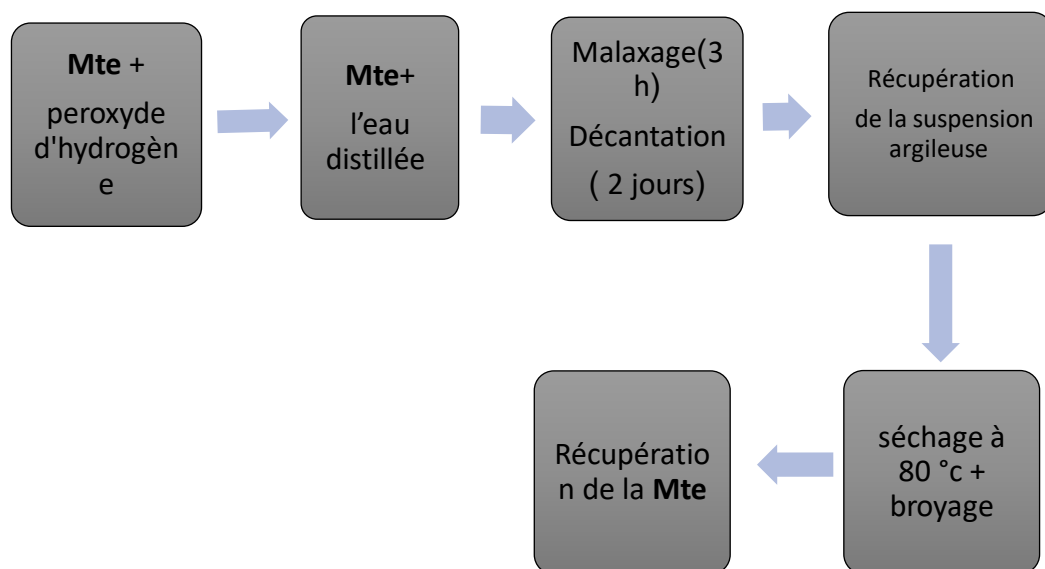 Mte +
peroxyde
d'hydrogèn
e
Mte+
l’eau
distillée
Malaxage(3
h)
Décantation
( 2 jours)
Récupération
de la suspension
argileuse
séchage à
80 °c +
broyage
Récupératio
n de la Mte